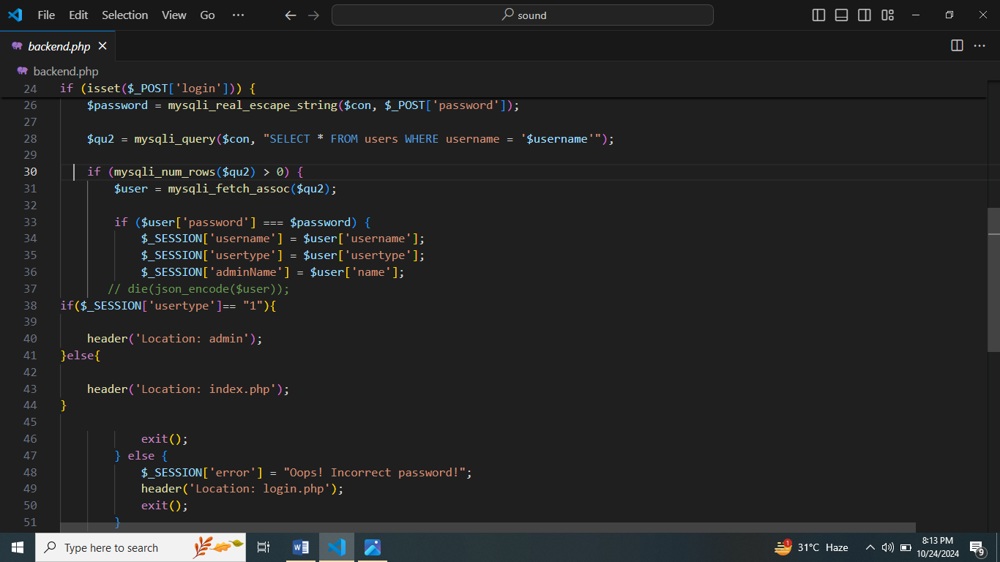 File Edit Selection View Go ··· sound
backend.php
backend.php
24 if (isset($_POST['login'])) {
26 $password = mysqli_real_escape_string($con, $_POST['password']);
27
28 $qu2 = mysqli_query($con, "SELECT * FROM users WHERE username = '$username'");
29
30 if (mysqli_num_rows($qu2) > 0) {
31 $user = mysqli_fetch_assoc($qu2);
32
33 if ($user['password'] === $password) {
34 $_SESSION['username'] = $user['username'];
35 $_SESSION['usertype'] = $user['usertype'];
36 $_SESSION['adminName'] = $user['name'];
37 // die(json_encode($user));
38 if($_SESSION['usertype']== "1"){
39
40 header('Location: admin');
41 }else{
42
43 header('Location: index.php');
44 }
45
46 exit();
47 } else {
48 $_SESSION['error'] = "Oops! Incorrect password!";
49 header('Location: login.php');
50 exit();
51 }
Type here to search
1
31°C Haze
8:13 PM
10/24/2024
9